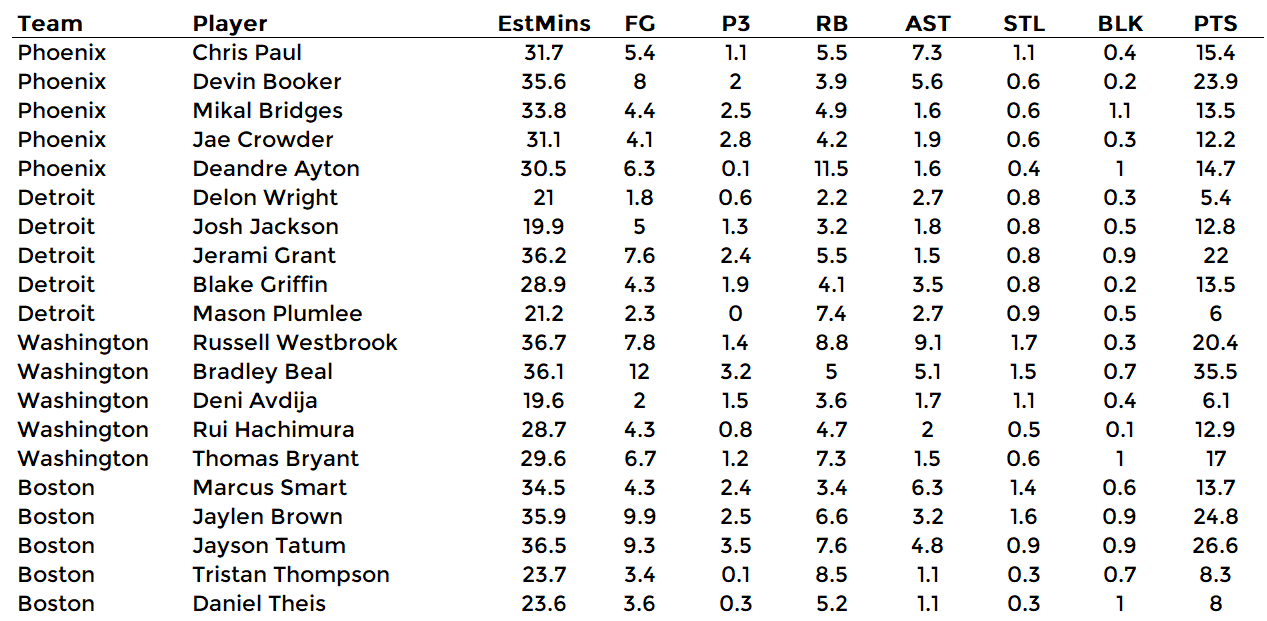 Team Player EstMins FG P3 RB AST STL BLK PTS
Phoenix Chris Paul 31.7 5.4 1.1 5.5 7.3 1.1 0.4 15.4
Phoenix Devin Booker 35.6 8 2 3.9 5.6 0.6 0.2 23.9
Phoenix Mikal Bridges 33.8 4.4 2.5 4.9 1.6 0.6 1.1 13.5
Phoenix Jae Crowder 31.1 4.1 2.8 4.2 1.9 0.6 0.3 12.2
Phoenix Deandre Ayton 30.5 6.3 0.1 11.5 1.6 0.4 1 14.7
Detroit Delon Wright 21 1.8 0.6 2.2 2.7 0.8 0.3 5.4
Detroit Josh Jackson 19.9 5 1.3 3.2 1.8 0.8 0.5 12.8
Detroit Jerami Grant 36.2 7.6 2.4 5.5 1.5 0.8 0.9 22
Detroit Blake Griffin 28.9 4.3 1.9 4.1 3.5 0.8 0.2 13.5
Detroit Mason Plumlee 21.2 2.3 0 7.4 2.7 0.9 0.5 6
Washington Russell Westbrook 36.7 7.8 1.4 8.8 9.1 1.7 0.3 20.4
Washington Bradley Beal 36.1 12 3.2 5 5.1 1.5 0.7 35.5
Washington Deni Avdija 19.6 2 1.5 3.6 1.7 1.1 0.4 6.1
Washington Rui Hachimura 28.7 4.3 0.8 4.7 2 0.5 0.1 12.9
Washington Thomas Bryant 29.6 6.7 1.2 7.3 1.5 0.6 1 17
Boston Marcus Smart 34.5 4.3 2.4 3.4 6.3 1.4 0.6 13.7
Boston Jaylen Brown 35.9 9.9 2.5 6.6 3.2 1.6 0.9 24.8
Boston Jayson Tatum 36.5 9.3 3.5 7.6 4.8 0.9 0.9 26.6
Boston Tristan Thompson 23.7 3.4 0.1 8.5 1.1 0.3 0.7 8.3
Boston Daniel Theis 23.6 3.6 0.3 5.2 1.1 0.3 1 8